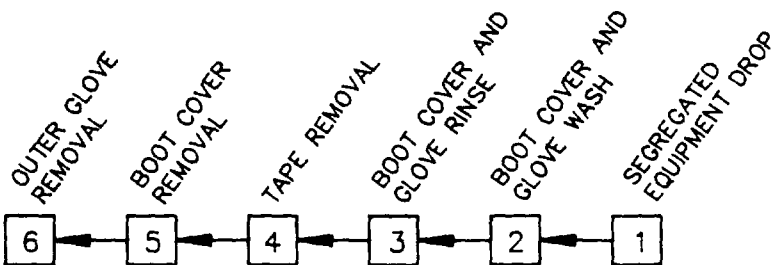 OUTER GLOVE
REMOVAL
BOOT COVER
REMOVAL
TAPE REMOVAL
BOOT COVER AND
GLOVE RINSE
BOOT COVER AND
GLOVE WASH
SEGREGATED
EQUIPMENT DROP
6
5
4
3
2
1